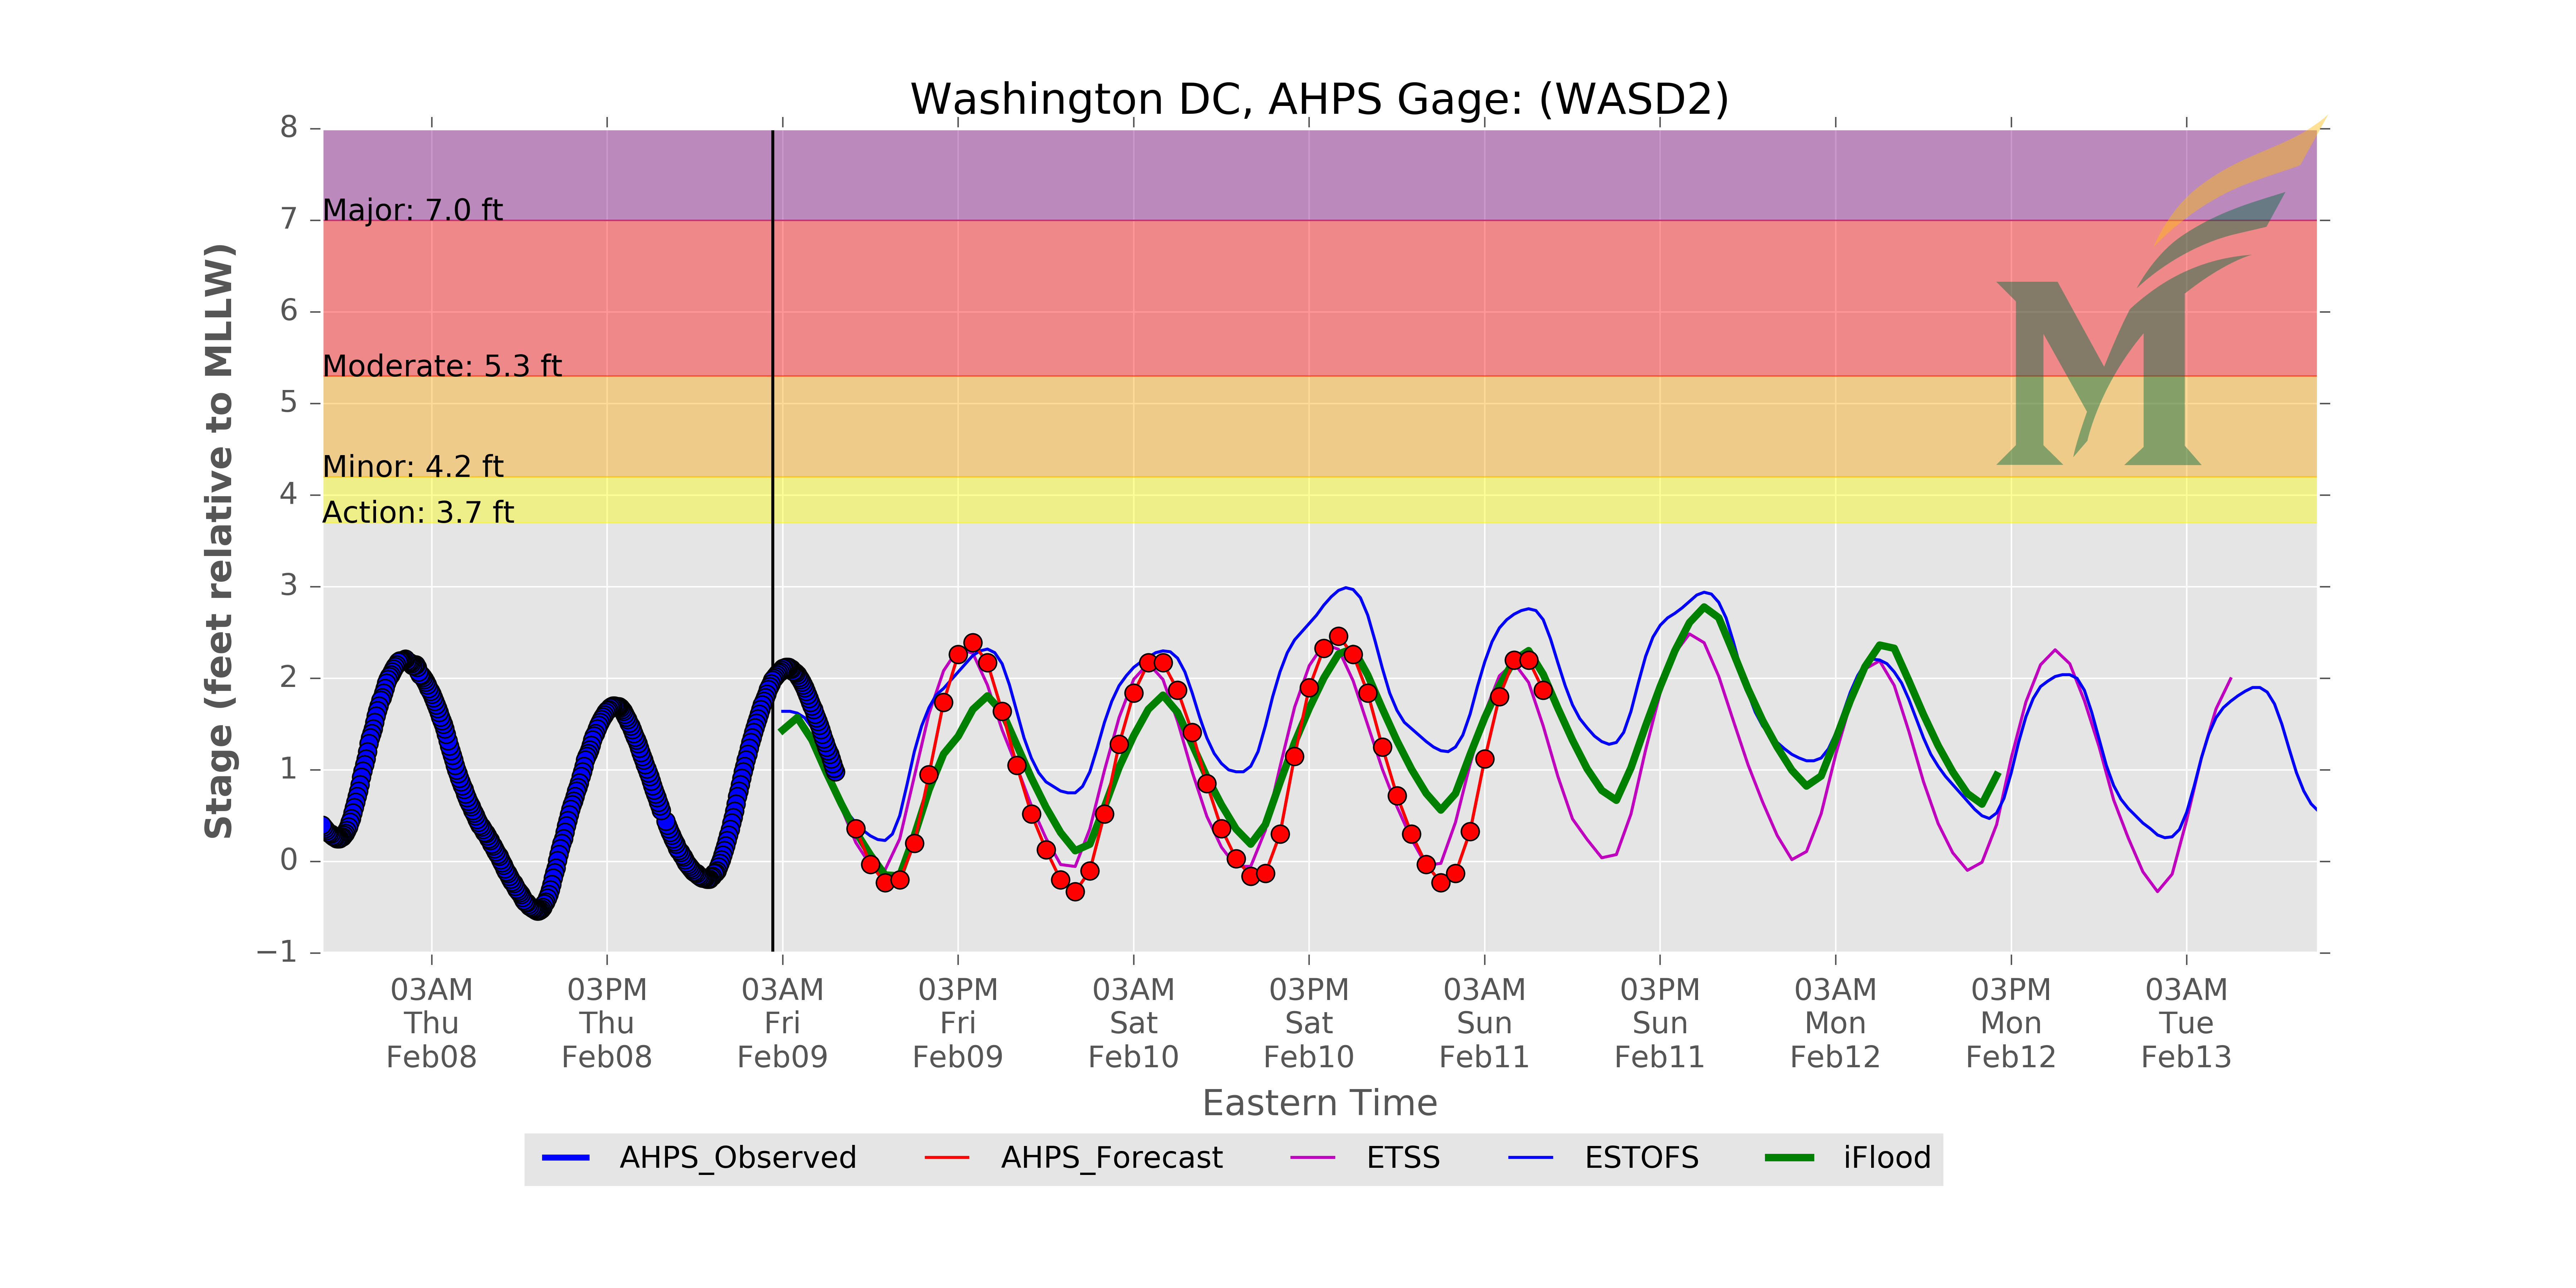 Washington DC, AHPS Gage: (WASD2)
Stage (feet relative to MLLW)
8
7
6
5
4
3
2
1
0
−1
Major: 7.0 ft
Moderate: 5.3 ft
Minor: 4.2 ft
Action: 3.7 ft
03AM 03PM 03AM 03PM 03AM 03PM 03AM 03PM 03AM 03PM 03AM
Thu Thu Fri Fri Sat Sat Sun Sun Mon Mon Tue
Feb08 Feb08 Feb09 Feb09 Feb10 Feb10 Feb11 Feb11 Feb12 Feb12 Feb13
Eastern Time
AHPS_Observed AHPS_Forecast ETSS ESTOFS iFlood
M